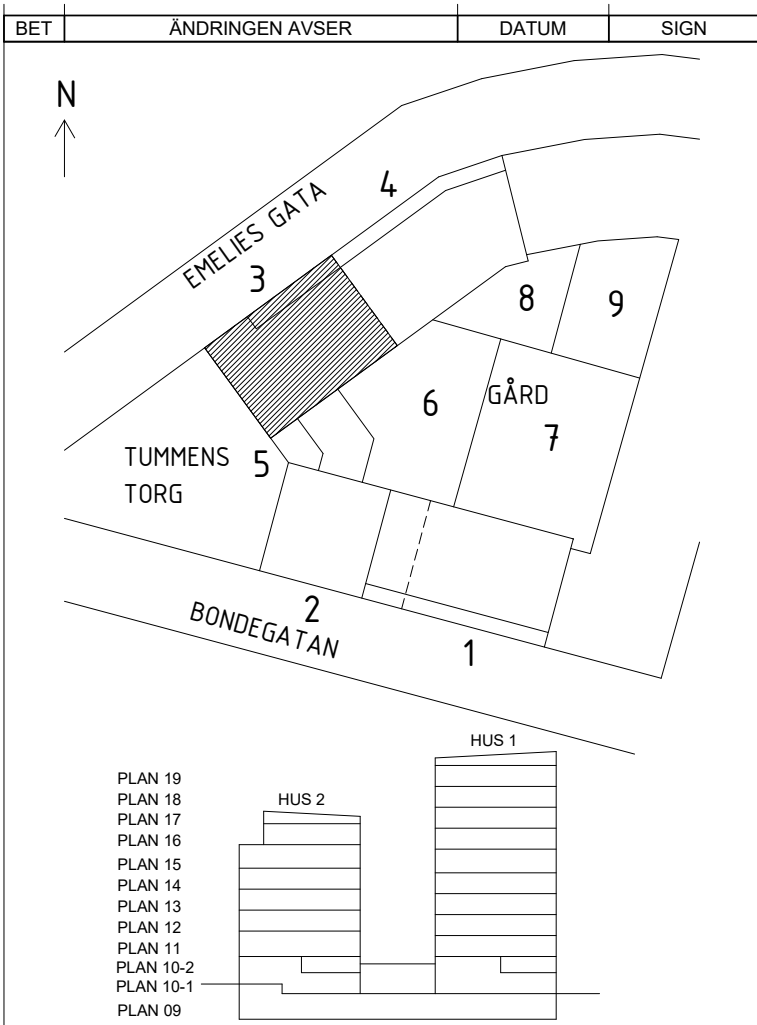 BET ÄNDRINGEN AVSER DATUM SIGN
N
4
EMELIES GATA
3
8
9
6
GÅRD
7
TUMMENS
TORG
5
2
BONDEGATAN
1
HUS 1
HUS 2
PLAN 19
PLAN 18
PLAN 17
PLAN 16
PLAN 15
PLAN 14
PLAN 13
PLAN 12
PLAN 11
PLAN 10-2
PLAN 10-1
PLAN 09